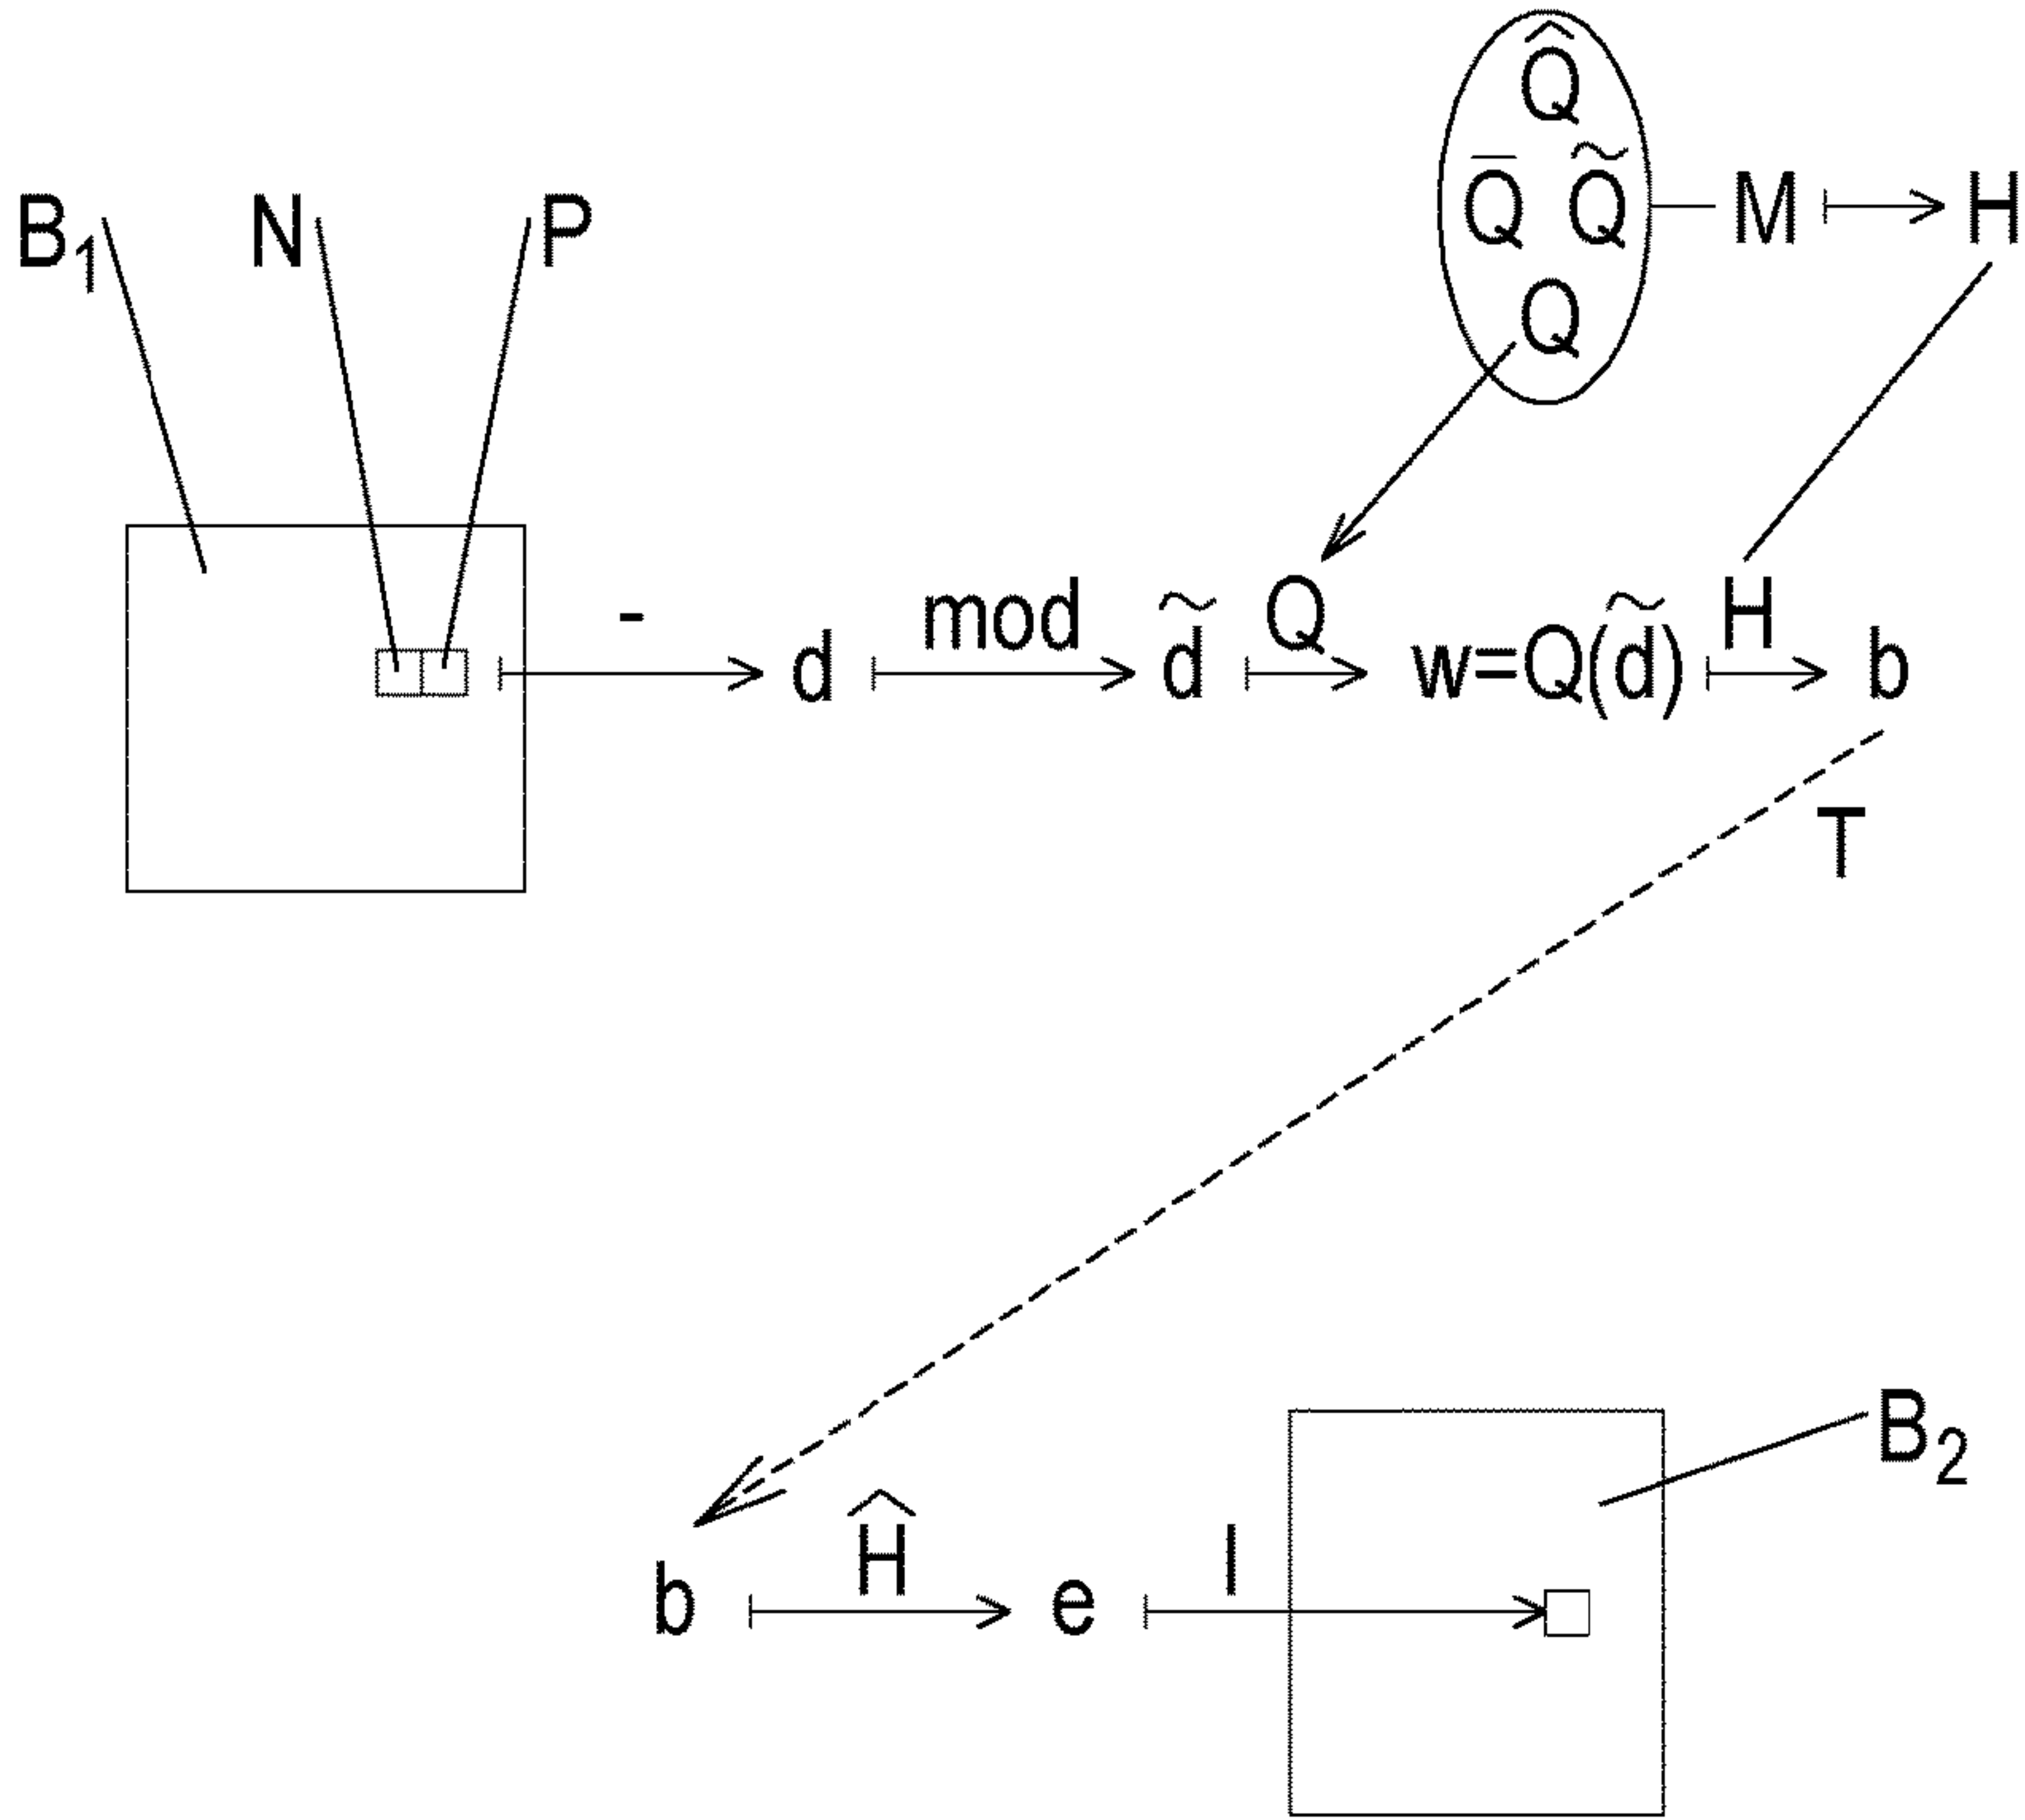 Q̂
B₁ N P Q̄ Q̃ M H
Q
- mod Q H
d d̃ w=Q(d̃) b
T
B₂
Ĥ I
b e